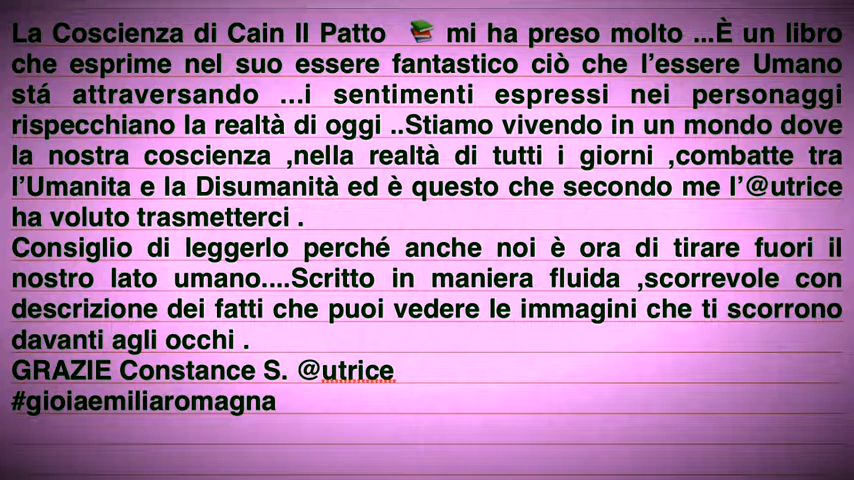 La Coscienza di Cain Il Patto 📚 mi ha preso molto ...È un libro
che esprime nel suo essere fantastico ciò che l'essere Umano
stá attraversando ...i sentimenti espressi nei personaggi
rispecchiano la realtà di oggi ..Stiamo vivendo in un mondo dove
la nostra coscienza ,nella realtà di tutti i giorni ,combatte tra
l'Umanita e la Disumanità ed è questo che secondo me l'@utrice
ha voluto trasmetterci .
Consiglio di leggerlo perché anche noi è ora di tirare fuori il
nostro lato umano....Scritto in maniera fluida ,scorrevole con
descrizione dei fatti che puoi vedere le immagini che ti scorrono
davanti agli occhi .
GRAZIE Constance S. @utrice
#gioiaemiliaromagna